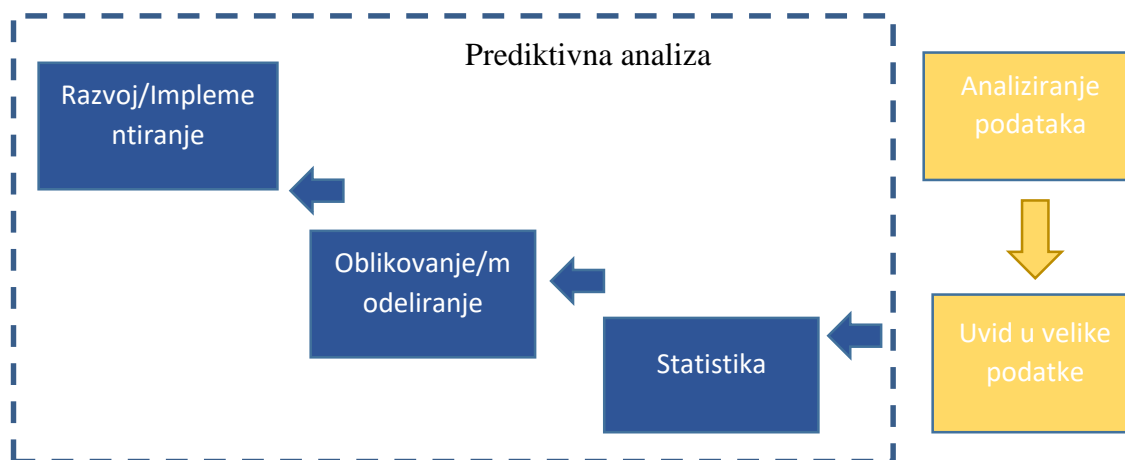 Prediktivna analiza
Razvoj/Impleme
ntiranje
Oblikovanje/m
odeliranje
Statistika
Analiziranje
podataka
Uvid u velike
podatke